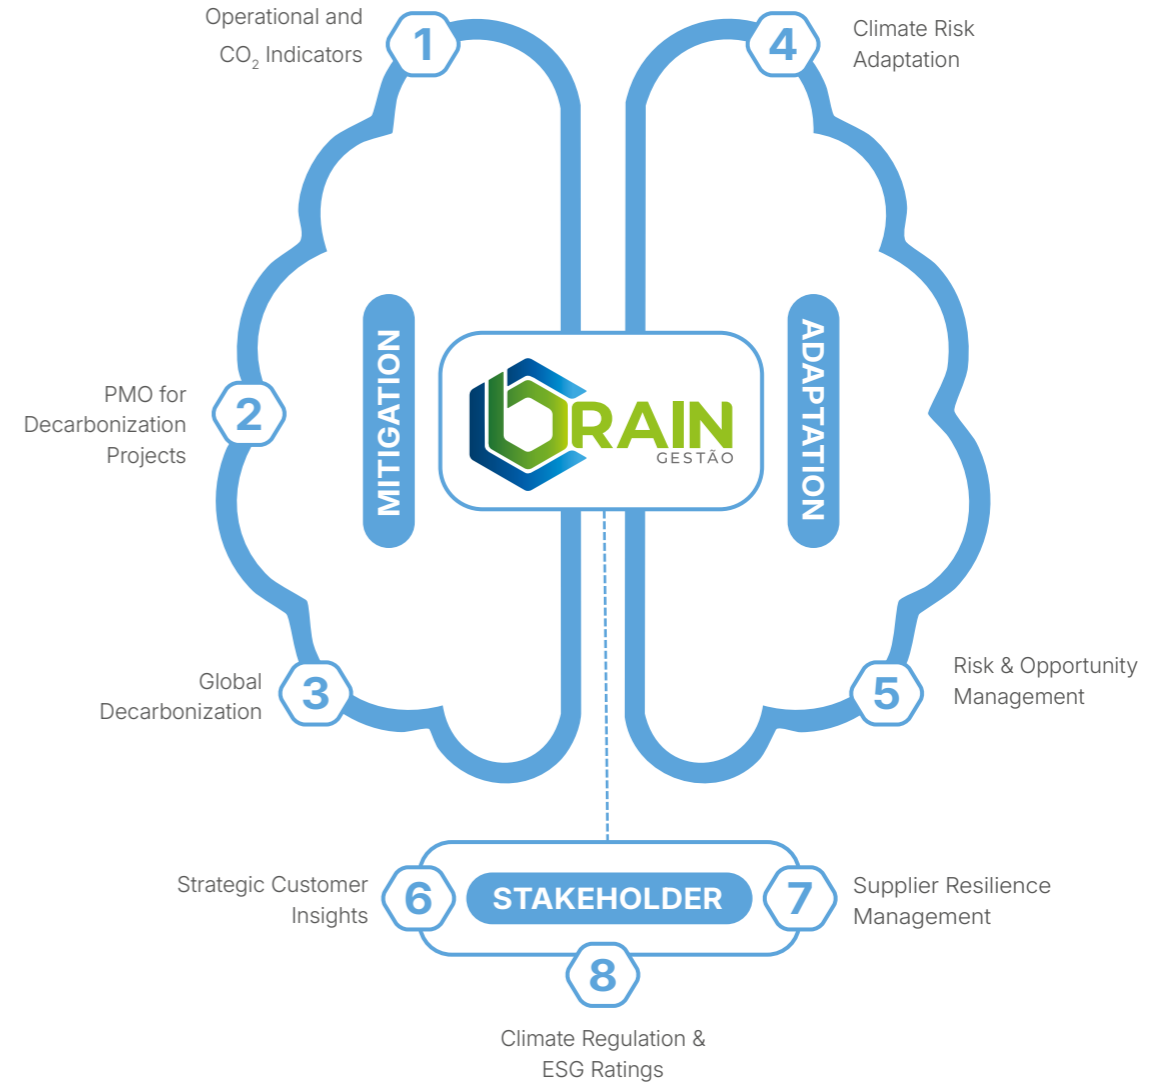 Operational and
CO₂ Indicators
1
4
Climate Risk
Adaptation
PMO for
Decarbonization
Projects
2
MITIGATION
bRAIN
GESTÃO
ADAPTATION
Global
Decarbonization
3
5
Risk & Opportunity
Management
Strategic Customer
Insights
6
STAKEHOLDER
7
Supplier Resilience
Management
8
Climate Regulation &
ESG Ratings